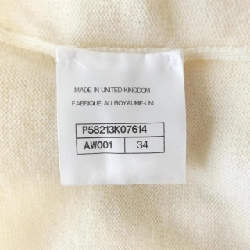 MADE IN UNITED KINGDOM
FABRIQUE AU ROYAUME-UNI
P58213K07614
AW001 34